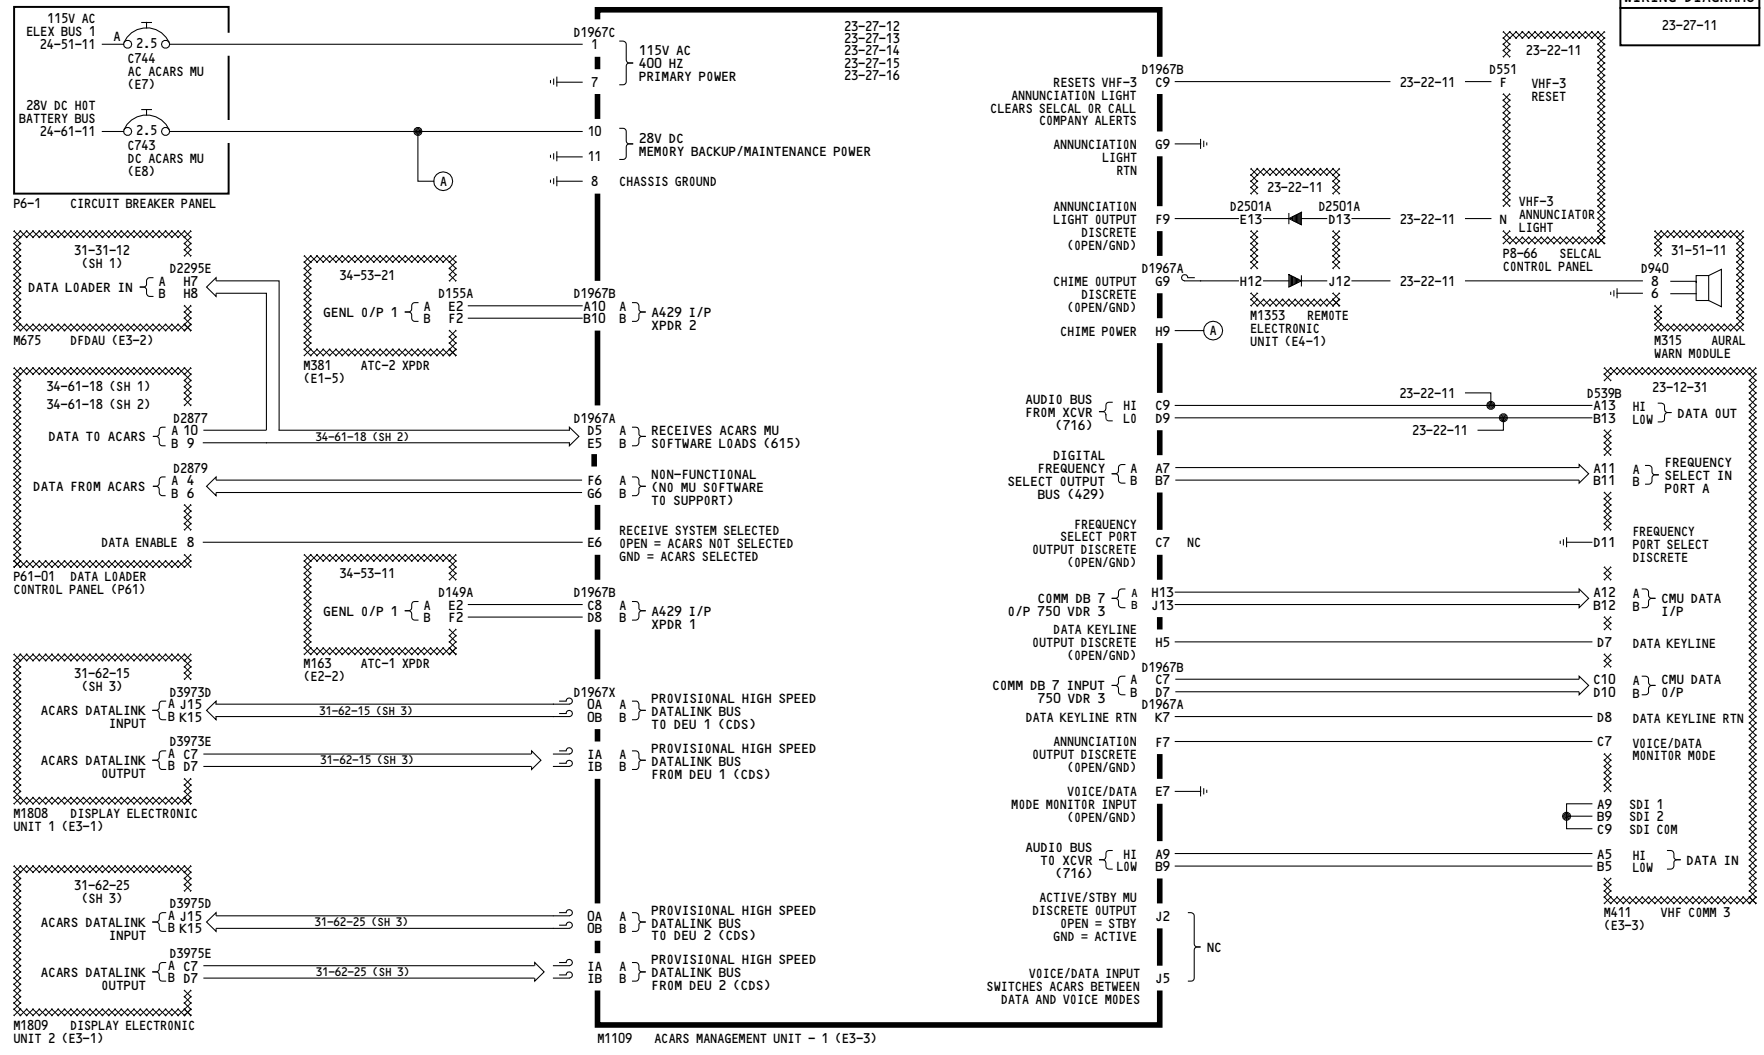 WIRING DIAGRAMS
23-27-11
115V AC
ELEX BUS 1
24-51-11
A
2.5
C744
AC ACARS MU
(E7)
28V DC HOT
BATTERY BUS
24-61-11
2.5
C743
DC ACARS MU
(E8)
P6-1 CIRCUIT BREAKER PANEL
A
D1967C
1
7
115V AC
400 HZ
PRIMARY POWER
10
11
28V DC
MEMORY BACKUP/MAINTENANCE POWER
8 CHASSIS GROUND
23-27-12
23-27-13
23-27-14
23-27-15
23-27-16
31-31-12
(SH 1)
D2295E
DATA LOADER IN
A H7
B H8
M675 DFDAU (E3-2)
34-53-21
D155A
GENL O/P 1
A E2
B F2
M381 ATC-2 XPDR
(E1-5)
D1967B
A10 A
B10 B
A429 I/P
XPDR 2
34-61-18 (SH 1)
34-61-18 (SH 2)
D2877
DATA TO ACARS
A 10
B 9
34-61-18 (SH 2)
D1967A
D5 A
E5 B
RECEIVES ACARS MU
SOFTWARE LOADS (615)
D2879
DATA FROM ACARS
A 4
B 6
F6 A
G6 B
NON-FUNCTIONAL
(NO MU SOFTWARE
TO SUPPORT)
DATA ENABLE 8
E6
RECEIVE SYSTEM SELECTED
OPEN = ACARS NOT SELECTED
GND = ACARS SELECTED
P61-01 DATA LOADER
CONTROL PANEL (P61)
34-53-11
D149A
GENL O/P 1
A E2
B F2
M163 ATC-1 XPDR
(E2-2)
D1967B
C8 A
D8 B
A429 I/P
XPDR 1
31-62-15
(SH 3)
D3973D
ACARS DATALINK
INPUT
A J15
B K15
31-62-15 (SH 3)
D1967X
OA A
OB B
PROVISIONAL HIGH SPEED
DATALINK BUS
TO DEU 1 (CDS)
D3973E
ACARS DATALINK
OUTPUT
A C7
B D7
31-62-15 (SH 3)
IA A
IB B
PROVISIONAL HIGH SPEED
DATALINK BUS
FROM DEU 1 (CDS)
M1808 DISPLAY ELECTRONIC
UNIT 1 (E3-1)
31-62-25
(SH 3)
D3975D
ACARS DATALINK
INPUT
A J15
B K15
31-62-25 (SH 3)
OA A
OB B
PROVISIONAL HIGH SPEED
DATALINK BUS
TO DEU 2 (CDS)
D3975E
ACARS DATALINK
OUTPUT
A C7
B D7
31-62-25 (SH 3)
IA A
IB B
PROVISIONAL HIGH SPEED
DATALINK BUS
FROM DEU 2 (CDS)
M1809 DISPLAY ELECTRONIC
UNIT 2 (E3-1)
M1109 ACARS MANAGEMENT UNIT - 1 (E3-3)
D1967B
RESETS VHF-3 C9
ANNUNCIATION LIGHT
CLEARS SELCAL OR CALL
COMPANY ALERTS
23-22-11
ANNUNCIATION G9
LIGHT
RTN
23-22-11
D551
F
VHF-3
RESET
23-22-11
D2501A D2501A
ANNUNCIATION
LIGHT OUTPUT F9
DISCRETE
(OPEN/GND)
E13 D13
23-22-11
N
VHF-3
ANNUNCIATOR
LIGHT
P8-66 SELCAL
CONTROL PANEL
D1967A
CHIME OUTPUT G9
DISCRETE
(OPEN/GND)
H12 J12
23-22-11
M1353 REMOTE
ELECTRONIC
UNIT (E4-1)
CHIME POWER H9
A
31-51-11
D940
8
6
M315 AURAL
WARN MODULE
23-12-31
AUDIO BUS
FROM XCVR
(716)
HI C9
LO D9
23-22-11
23-22-11
D539B
A13 HI
B13 LOW
DATA OUT
DIGITAL
FREQUENCY
SELECT OUTPUT
BUS (429)
A A7
B B7
A11 A
B11 B
FREQUENCY
SELECT IN
PORT A
FREQUENCY
SELECT PORT
OUTPUT DISCRETE
(OPEN/GND)
C7 NC
D11
FREQUENCY
PORT SELECT
DISCRETE
COMM DB 7
O/P 750 VDR 3
A H13
B J13
A12 A
B12 B
CMU DATA
I/P
DATA KEYLINE
OUTPUT DISCRETE H5
(OPEN/GND)
D7 DATA KEYLINE
D1967B
COMM DB 7 INPUT
750 VDR 3
A C7
B D7
C10 A
D10 B
CMU DATA
O/P
D1967A
DATA KEYLINE RTN K7
D8 DATA KEYLINE RTN
ANNUNCIATION F7
OUTPUT DISCRETE
(OPEN/GND)
C7 VOICE/DATA
MONITOR MODE
VOICE/DATA E7
MODE MONITOR INPUT
(OPEN/GND)
A9 SDI 1
B9 SDI 2
C9 SDI COM
AUDIO BUS
TO XCVR
(716)
HI A9
LOW B9
A5 HI
B5 LOW
DATA IN
M411 VHF COMM 3
(E3-3)
ACTIVE/STBY MU
DISCRETE OUTPUT J2
OPEN = STBY
GND = ACTIVE
NC
VOICE/DATA INPUT J5
SWITCHES ACARS BETWEEN
DATA AND VOICE MODES